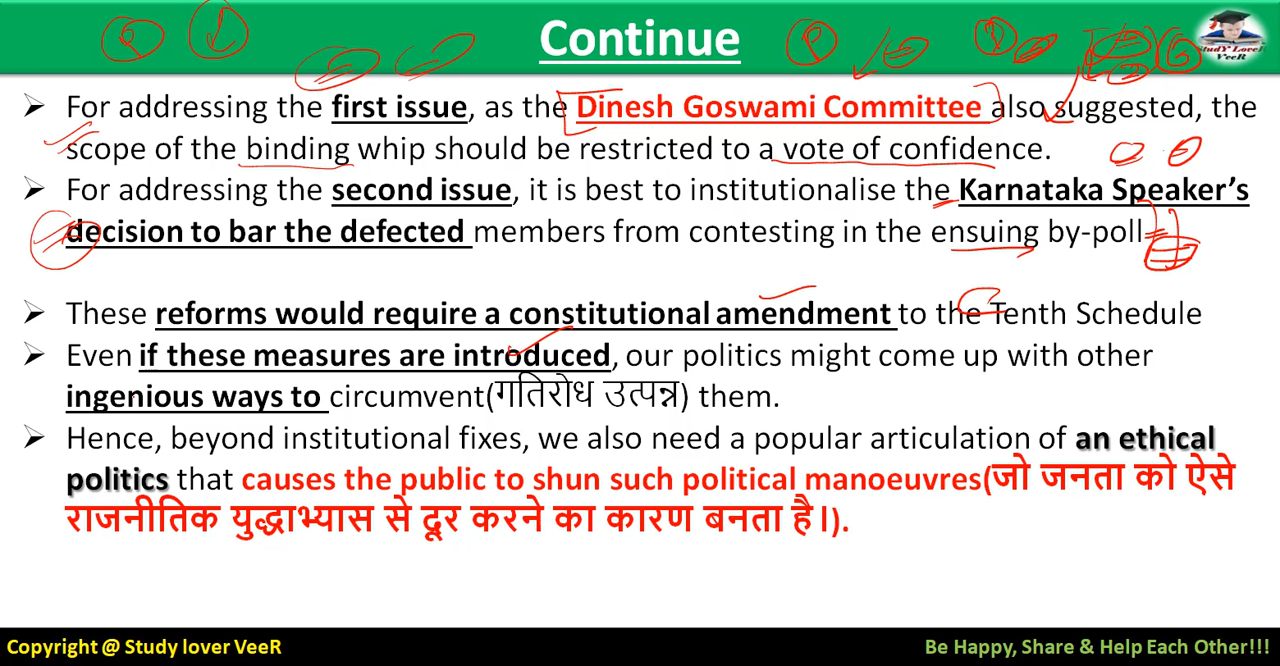 Continue
StudY LoveR
VeeR
➢ For addressing the first issue, as the Dinesh Goswami Committee also suggested, the
scope of the binding whip should be restricted to a vote of confidence.
➢ For addressing the second issue, it is best to institutionalise the Karnataka Speaker’s
decision to bar the defected members from contesting in the ensuing by-poll
➢ These reforms would require a constitutional amendment to the Tenth Schedule
➢ Even if these measures are introduced, our politics might come up with other
ingenious ways to circumvent(गतिरोध उत्पन्न) them.
➢ Hence, beyond institutional fixes, we also need a popular articulation of an ethical
politics that causes the public to shun such political manoeuvres(जो जनता को ऐसे
राजनीतिक युद्धाभ्यास से दूर करने का कारण बनता है।).
Copyright @ Study lover VeeR
Be Happy, Share & Help Each Other!!!